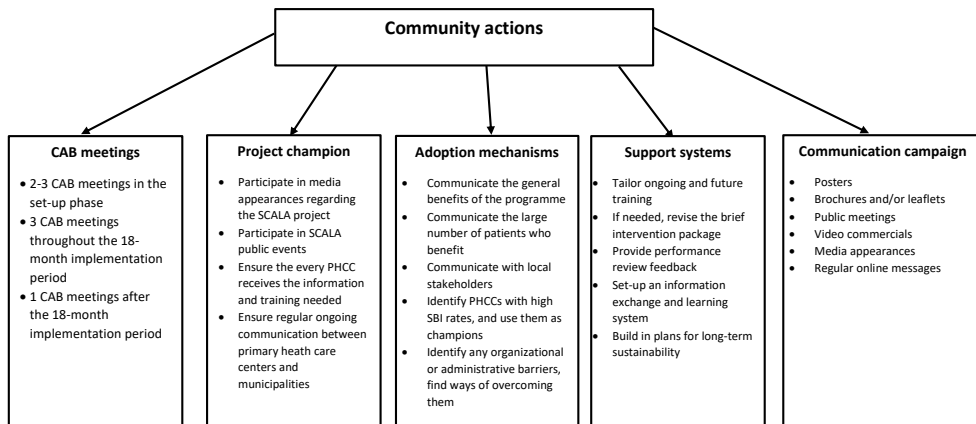 Community actions
CAB meetings
• 2-3 CAB meetings in the
set-up phase
• 3 CAB meetings
throughout the 18-
month implementation
period
• 1 CAB meetings after
the 18-month
implementation period
Project champion
• Participate in media
appearances regarding
the SCALA project
• Participate in SCALA
public events
• Ensure the every PHCC
receives the information
and training needed
• Ensure regular ongoing
communication between
primary heath care
centers and
municipalities
Adoption mechanisms
• Communicate the general
benefits of the programme
• Communicate the large
number of patients who
benefit
• Communicate with local
stakeholders
• Identify PHCCs with high
SBI rates, and use them as
champions
• Identify any organizational
or administrative barriers,
find ways of overcoming
them
Support systems
• Tailor ongoing and future
training
• If needed, revise the brief
intervention package
• Provide performance
review feedback
• Set-up an information
exchange and learning
system
• Build in plans for long-term
sustainability
Communication campaign
• Posters
• Brochures and/or leaflets
• Public meetings
• Video commercials
• Media appearances
• Regular online messages